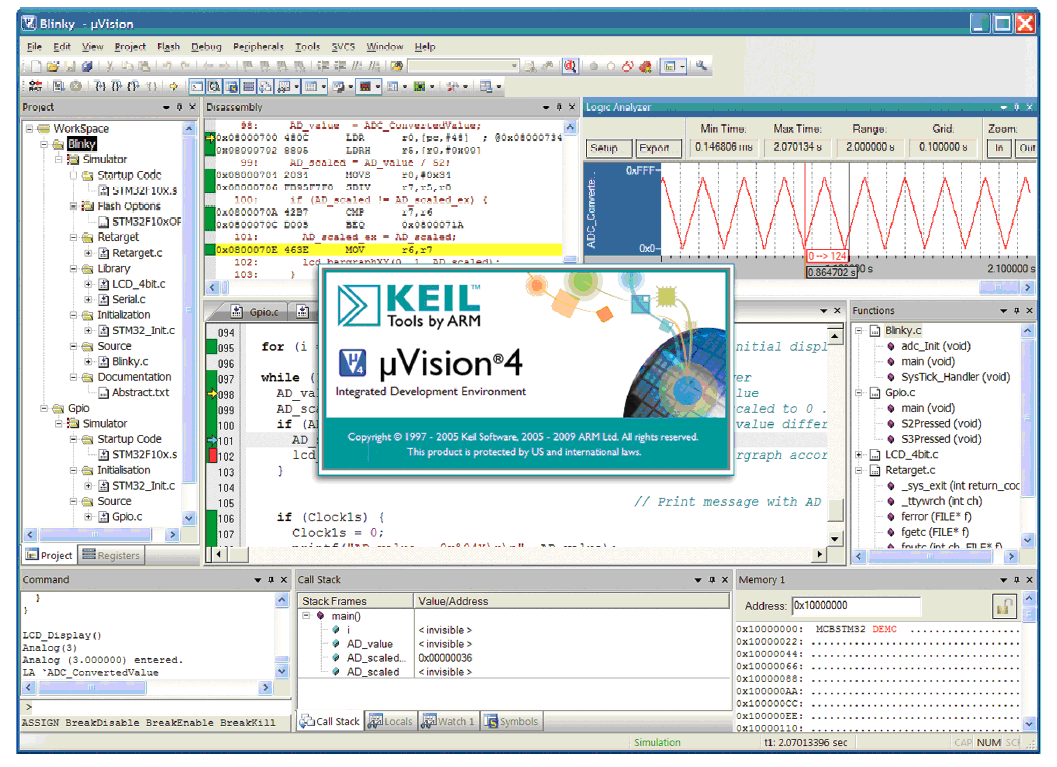 Blinky - µVision
File Edit View Project Flash Debug Peripherals Tools SVCS Window Help
Project
WorkSpace
Blinky
Simulator
Startup Code
STM32F10x.s
Flash Options
STM32F10xOP
Retarget
Retarget.c
Library
LCD_4bit.c
Serial.c
Initialization
STM32_Init.c
Source
Blinky.c
Documentation
Abstract.txt
Gpio
Simulator
Startup Code
STM32F10x.s
Initialisation
STM32_Init.c
Source
Gpio.c
Project Registers
Disassembly
98: AD_value = ADC_ConvertedValue;
0x08000700 480C LDR r0,[pc,#48] ; @0x08000734
0x08000702 8805 LDRH r5,[r0,#0x00]
99: AD_scaled = AD_value / 52;
0x08000704 2034 MOVS r0,#0x34
0x08000706 FB95F7F0 SDIV r7,r5,r0
100: if (AD_scaled != AD_scaled_ex) {
0x0800070A 42B7 CMP r7,r6
0x0800070C D005 BEQ 0x0800071A
101: AD_scaled_ex = AD_scaled;
0x0800070E 463E MOV r6,r7
102: lcd_bargraphXY(0, 1, AD_scaled);
103: }
Logic Analyzer
Setup... Export...
Min Time: Max Time: Range: Grid: Zoom:
0.146806 ms 2.070134 s 2.000000 s 0.100000 s In Out
ADC_Converte...
0xFFF
0x0
0 --> 124
0.864702 s
2.100000 s
Gpio.c
094
095 for (i
nitial displ
096
097 while (
ver
098 AD_va
lue
099 AD_sc
caled to 0 .
100 if (A
value differ
101 AD_s
102 lcd_
rgraph accor
103 }
104
105 // Print message with AD
106 if (Clock1s) {
107 Clock1s = 0;
KEIL™
Tools by ARM
µVision®4
Integrated Development Environment
Copyright © 1997 - 2005 Keil Software, 2005 - 2009 ARM Ltd. All rights reserved.
This product is protected by US and international laws.
Functions
Blinky.c
adc_Init (void)
main (void)
SysTick_Handler (void)
Gpio.c
main (void)
S2Pressed (void)
S3Pressed (void)
LCD_4bit.c
Retarget.c
_sys_exit (int return_coc
_ttywrch (int ch)
ferror (FILE* f)
fgetc (FILE* f)
fputc (int ch, FILE* f)
Command
}
}
LCD_Display()
Analog(3)
Analog (3.000000) entered.
LA `ADC_ConvertedValue
>
ASSIGN BreakDisable BreakEnable BreakKill
Call Stack
Stack Frames Value/Address
main()
i <invisible>
AD_value <invisible>
AD_scaled... 0x00000036
AD_scaled <invisible>
Call Stack Locals Watch 1 Symbols
Memory 1
Address: 0x10000000
0x10000000: MCBSTM32 DEMO ..................
0x10000022: ..................................
0x10000044: ..................................
0x10000066: ..................................
0x10000088: ..................................
0x100000AA: ..................................
0x100000CC: ..................................
0x100000EE: ..................................
0x10000110: ..................................
Simulation t1: 2.07013396 sec CAP NUM SCF